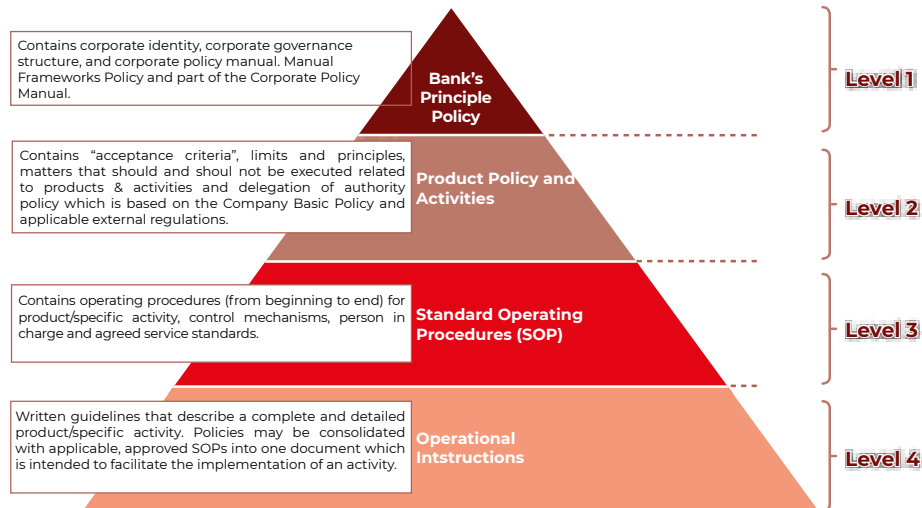 Contains corporate identity, corporate governance
structure, and corporate policy manual. Manual
Frameworks Policy and part of the Corporate Policy
Manual.
Bank's
Principle
Policy
Level 1
Contains “acceptance criteria”, limits and principles,
matters that should and shoul not be executed related
to products & activities and delegation of authority
policy which is based on the Company Basic Policy and
applicable external regulations.
Product Policy and
Activities
Level 2
Contains operating procedures (from beginning to end) for
product/specific activity, control mechanisms, person in
charge and agreed service standards.
Standard Operating
Procedures (SOP)
Level 3
Written guidelines that describe a complete and detailed
product/specific activity. Policies may be consolidated
with applicable, approved SOPs into one document which
is intended to facilitate the implementation of an activity.
Operational
Intstructions
Level 4